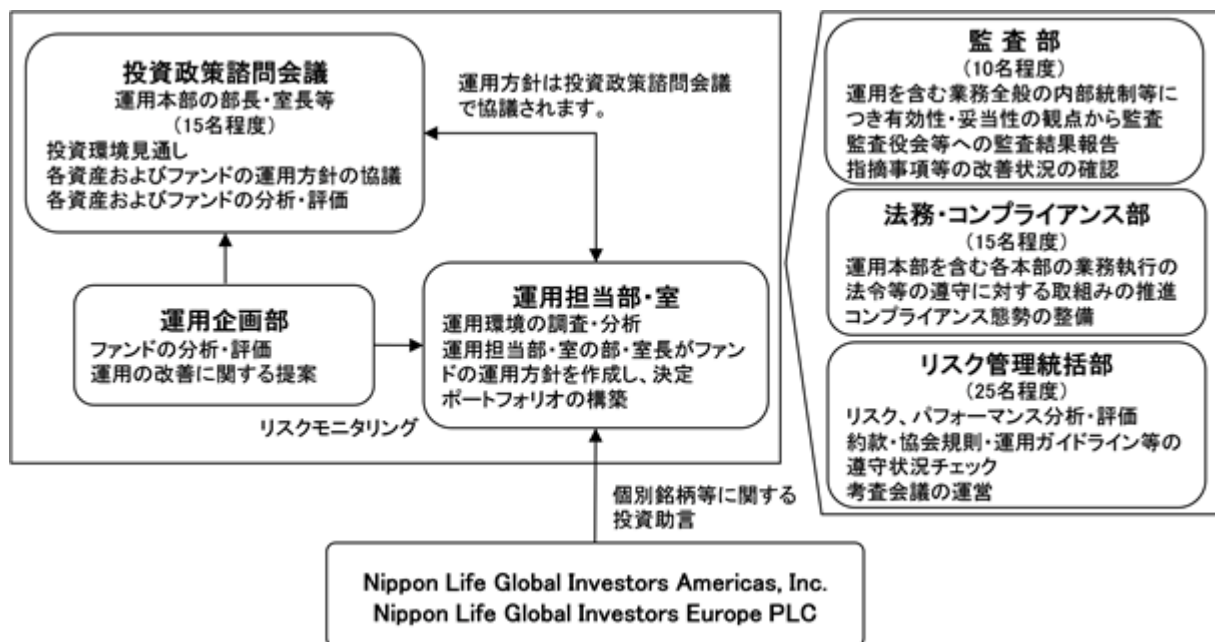 投資政策諮問会議
運用本部の部長・室長等
(15名程度)
投資環境見通し
各資産およびファンドの運用方針の協議
各資産およびファンドの分析・評価
運用方針は投資政策諮問会議
で協議されます。
運用企画部
ファンドの分析・評価
運用の改善に関する提案
リスクモニタリング
運用担当部・室
運用環境の調査・分析
運用担当部・室の部・室長がファン
ドの運用方針を作成し、決定
ポートフォリオの構築
個別銘柄等に関する
投資助言
Nippon Life Global Investors Americas, Inc.
Nippon Life Global Investors Europe PLC
監 査 部
(10名程度)
運用を含む業務全般の内部統制等に
つき有効性・妥当性の観点から監査
監査役会等への監査結果報告
指摘事項等の改善状況の確認
法務・コンプライアンス部
(15名程度)
運用本部を含む各本部の業務執行の
法令等の遵守に対する取組みの推進
コンプライアンス態勢の整備
リスク管理統括部
(25名程度)
リスク、パフォーマンス分析・評価
約款・協会規則・運用ガイドライン等の
遵守状況チェック
考査会議の運営